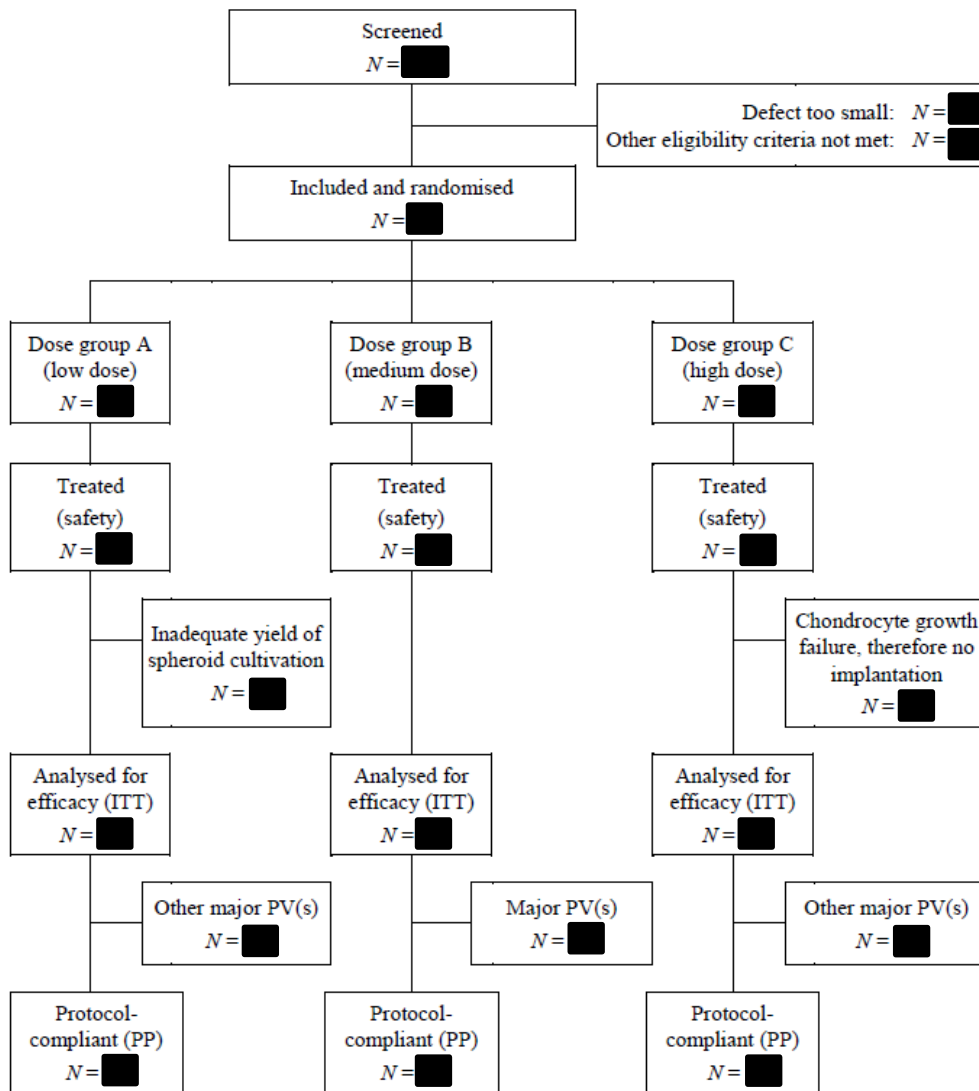 Screened
N =
Defect too small: N =
Other eligibility criteria not met: N =
Included and randomised
N =
Dose group A
(low dose)
N =
Dose group B
(medium dose)
N =
Dose group C
(high dose)
N =
Treated
(safety)
N =
Treated
(safety)
N =
Treated
(safety)
N =
Inadequate yield of
spheroid cultivation
N =
Chondrocyte growth
failure, therefore no
implantation
N =
Analysed for
efficacy (ITT)
N =
Analysed for
efficacy (ITT)
N =
Analysed for
efficacy (ITT)
N =
Other major PV(s)
N =
Major PV(s)
N =
Other major PV(s)
N =
Protocol-
compliant (PP)
N =
Protocol-
compliant (PP)
N =
Protocol-
compliant (PP)
N =